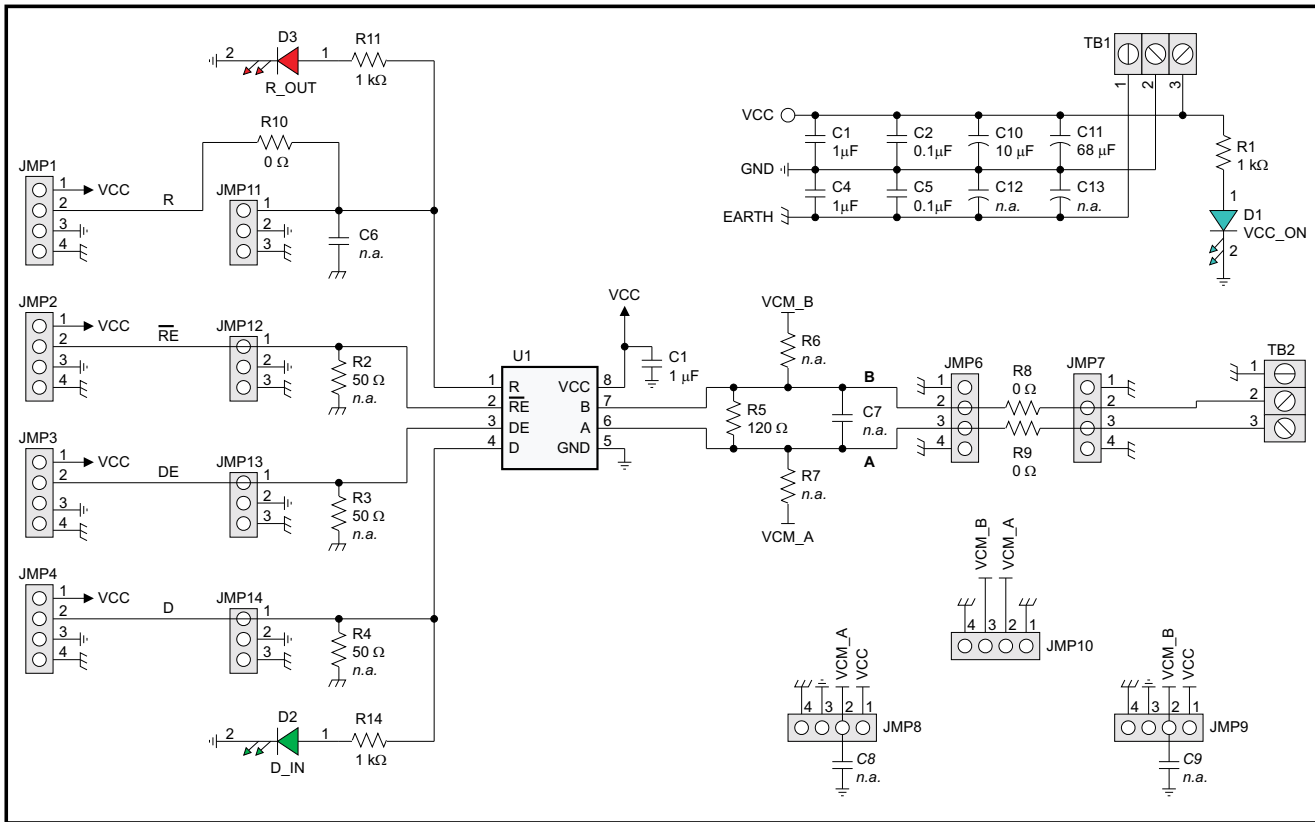 D3
R11
2
1
R_OUT
1 kΩ
R10
0 Ω
JMP1
1
VCC
R
2
3
4
JMP11
1
2
3
C6
n.a.
JMP2
1
VCC
RE
2
3
4
JMP12
1
2
3
R2
50 Ω
n.a.
JMP3
1
VCC
DE
2
3
4
JMP13
1
2
3
R3
50 Ω
n.a.
JMP4
1
VCC
D
2
3
4
JMP14
1
2
3
R4
50 Ω
n.a.
D2
R14
2
1
D_IN
1 kΩ
VCC
C1
1 µF
U1
1 R VCC 8
2 RE B 7
3 DE A 6
4 D GND 5
VCM_B
R6
n.a.
B
R5
120 Ω
C7
n.a.
A
R7
n.a.
VCM_A
TB1
1 2 3
VCC
C1
1µF
C2
0.1µF
C10
10 µF
C11
68 µF
GND
C4
1µF
C5
0.1µF
C12
n.a.
C13
n.a.
EARTH
R1
1 kΩ
1
D1
VCC_ON
2
JMP6
1
2
3
4
R8
0 Ω
R9
0 Ω
JMP7
1
2
3
4
TB2
1
2
3
VCM_B
VCM_A
4 3 2 1
JMP10
VCM_A
VCC
4 3 2 1
JMP8
C8
n.a.
VCM_B
VCC
4 3 2 1
JMP9
C9
n.a.